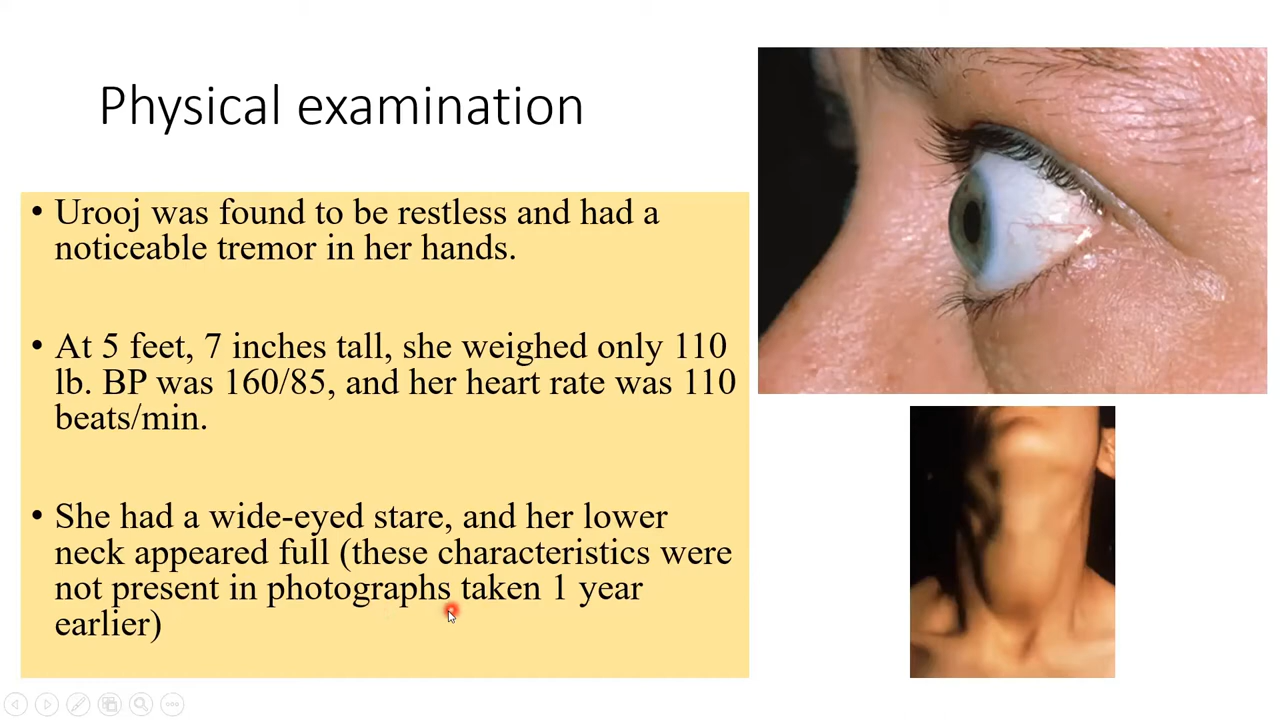 Physical examination
• Urooj was found to be restless and had a
noticeable tremor in her hands.
• At 5 feet, 7 inches tall, she weighed only 110
lb. BP was 160/85, and her heart rate was 110
beats/min.
• She had a wide-eyed stare, and her lower
neck appeared full (these characteristics were
not present in photographs taken 1 year
earlier)